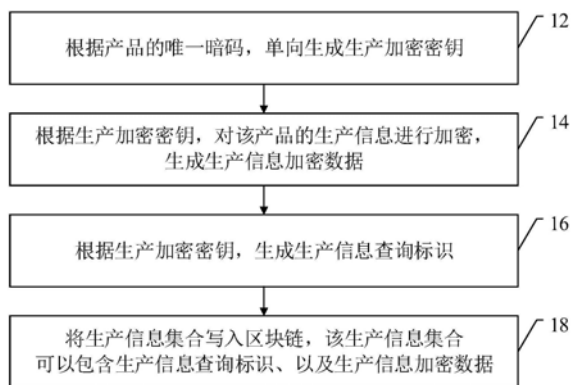 根据产品的唯一暗码，单向生成生产加密密钥
12
根据生产加密密钥，对该产品的生产信息进行加密，
生成生产信息加密数据
14
根据生产加密密钥，生成生产信息查询标识
16
将生产信息集合写入区块链，该生产信息集合
可以包含生产信息查询标识、以及生产信息加密数据
18